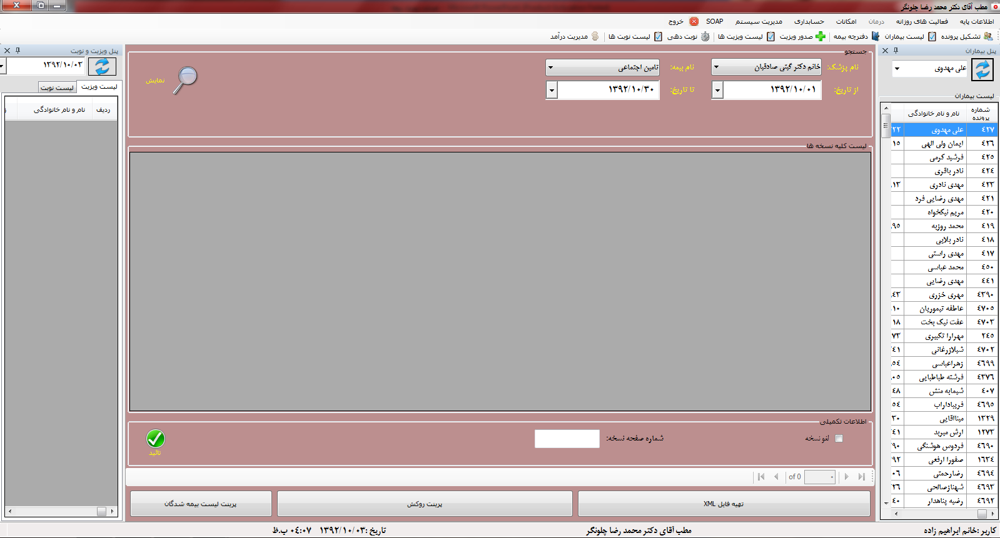 مطب آقای دکتر محمد رضا چلونگر
اطلاعات پایه فعالیت های روزانه درمان امکانات حسابداری مدیریت سیستم SOAP خروج
تشکیل پرونده لیست بیماران دفترچه بیمه صدور ویزیت لیست ویزیت ها نوبت دهی لیست نوبت ها مدیریت درآمد
پنل بیماران
علی مهدوی
لیست بیماران
شماره پرونده نام و نام خانوادگی
٤٢٧ علی مهدوی ٢٢
٤٢٦ ایمان ولی الهی ١٥
٤٢٥ فرشید کرمی
٤٢٤ نادر باقری
٤٢٣ مهدی نادری ١٣
٤٢١ مهدی رضایی فرد
٤٢٠ مریم نیکخواه
٤١٩ محمد روزبه ٩٥
٤١٨ نادر بلایی
٤١٧ مهدی راستی
٤٥٠ محمد عباسی
٤٤١ مهدی رضایی
٤٣٩٠ مهری خزری ٤٣
٤٧٠٥ عاطفه تیموریان ١٠
٤٧٠٣ عفت نیک بخت ١٨
٢٤٥ مهرارا تکبیری ٧٣
٤٧٠٢ شیلازرغانی ٤١
٤٦٩٩ زهراعباسی ٥٤
٤٣٧٦ فرشته طباطبایی ٠٥
٤٠٧ شیمابه منش ٤٨
٤٦٩٥ فریباداراب ٥٤
١٣٢٩ میناافایی ٣٠
١٢٧٣ ارش میرید ٤١
٤٦٩٠ فردوس هوشنگی ٩٠
١٦٣٤ صفورا ارفعی ٩٢
٤٦٩٤ رضارحمتی ٠٦
٤٦٩٣ شهنازصالحی ٢٦
٤٦٩٢ رضیه پناهدار ٤٠
جستجو
نام پزشک: خانم دکتر گیتی صادقیان نام بیمه: تامین اجتماعی
از تاریخ: ١٣٩٢/١٠/٠١ تا تاریخ: ١٣٩٢/١٠/٣٠
نمایش
لیست کلیه نسخه ها
اطلاعات تکمیلی
لغو نسخه شماره صفحه نسخه:
تائید
of 0
تهیه فایل XML پرینت روکش پرینت لیست بیمه شدگان
پنل ویزیت و نوبت
١٣٩٢/١٠/٠٣
لیست ویزیت لیست نوبت
ردیف نام و نام خانوادگی
کاربر :خانم ابراهیم زاده مطب آقای دکتر محمد رضا چلونگر تاریخ :١٣٩٢/١٠/٠٣ ٠٤:٠٧ ب.ظ